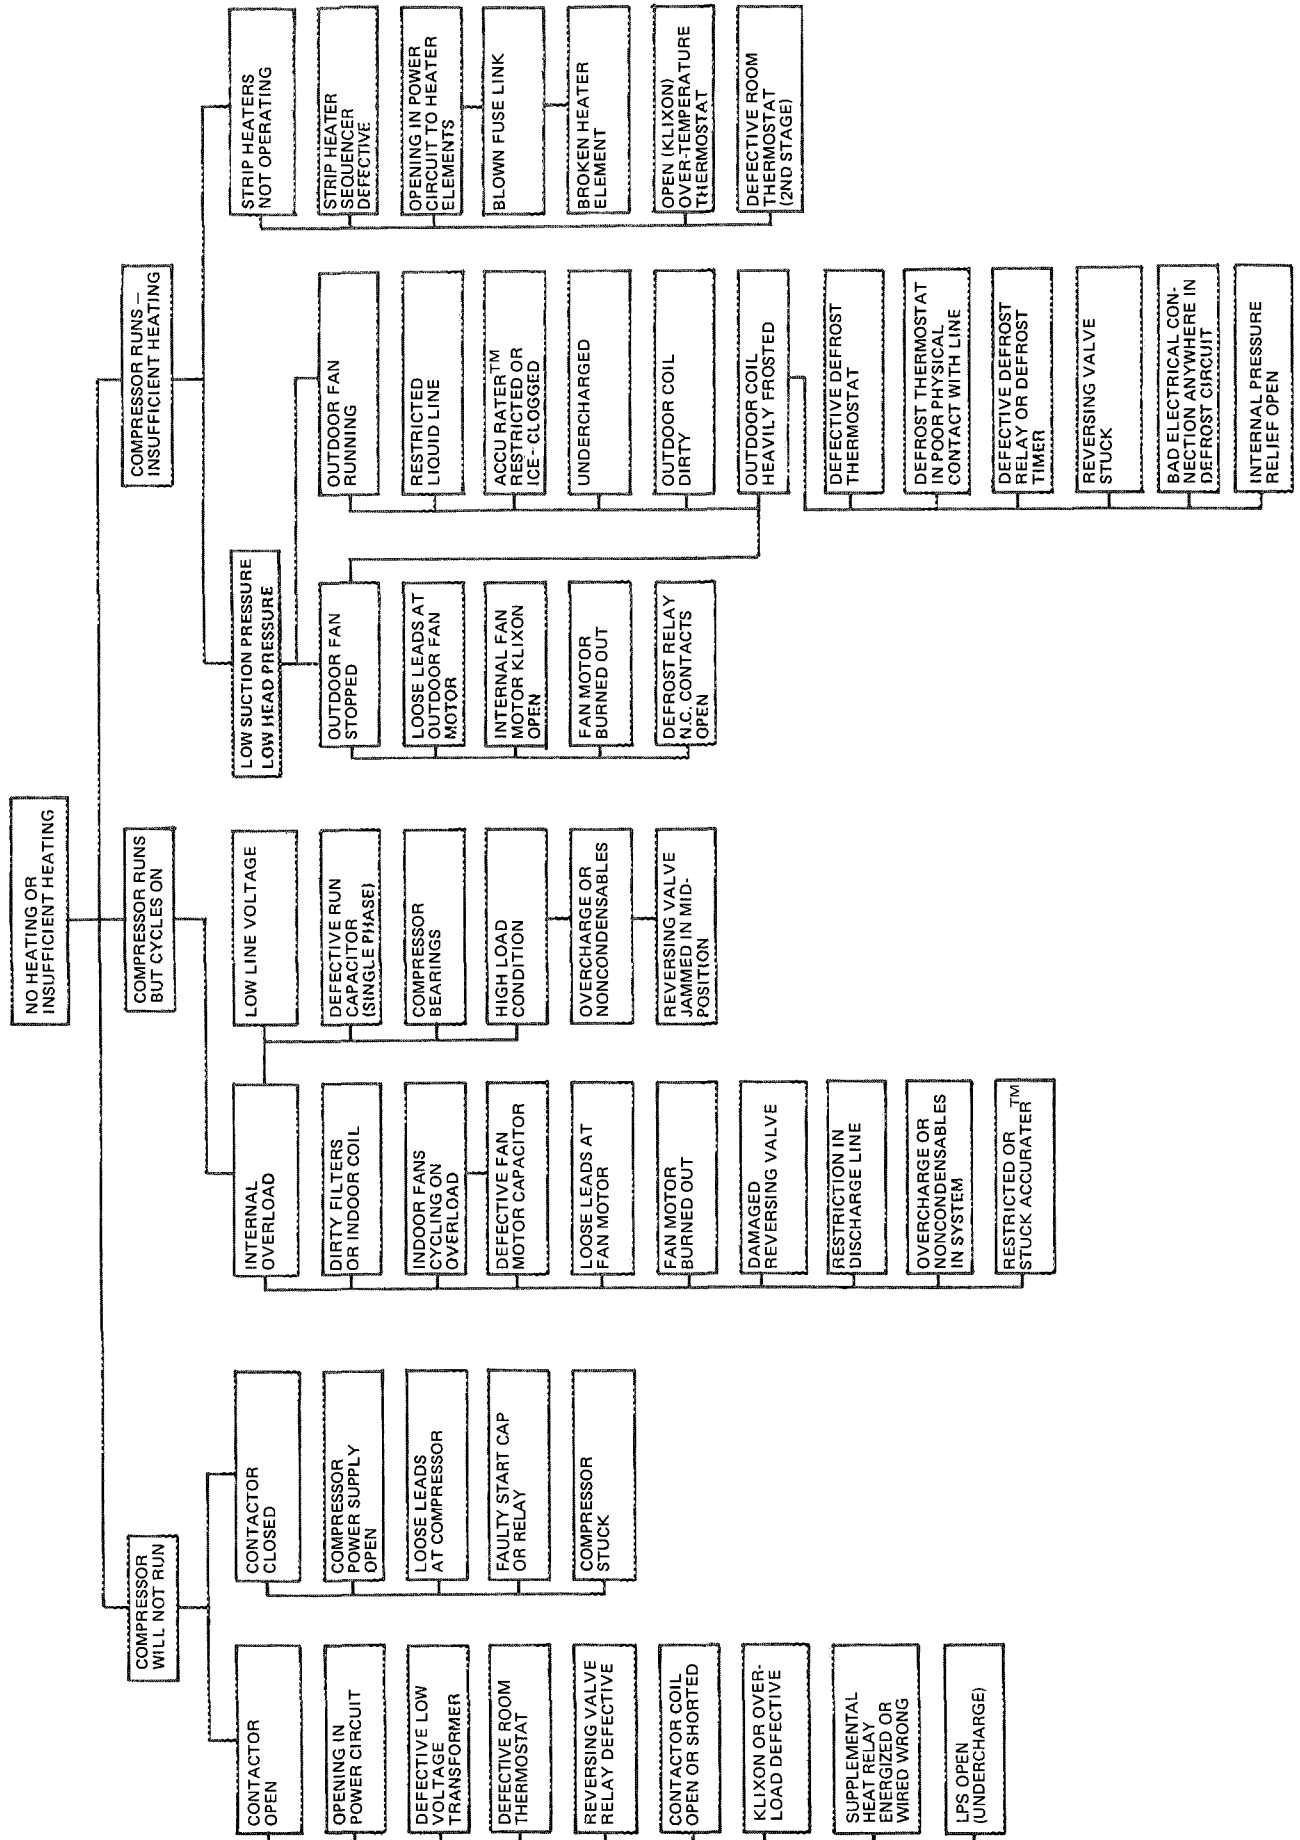 NO HEATING OR
INSUFFICIENT HEATING
COMPRESSOR
WILL NOT RUN
CONTACTOR
OPEN
OPENING IN
POWER CIRCUIT
DEFECTIVE LOW
VOLTAGE
TRANSFORMER
DEFECTIVE ROOM
THERMOSTAT
REVERSING VALVE
RELAY DEFECTIVE
CONTACTOR COIL
OPEN OR SHORTED
KLIXON OR OVER-
LOAD DEFECTIVE
SUPPLEMENTAL
HEAT RELAY
ENERGIZED OR
WIRED WRONG
LPS OPEN
(UNDERCHARGE)
CONTACTOR
CLOSED
COMPRESSOR
POWER SUPPLY
OPEN
LOOSE LEADS
AT COMPRESSOR
FAULTY START CAP
OR RELAY
COMPRESSOR
STUCK
COMPRESSOR RUNS
BUT CYCLES ON
INTERNAL
OVERLOAD
DIRTY FILTERS
OR INDOOR COIL
INDOOR FANS
CYCLING ON
OVERLOAD
DEFECTIVE FAN
MOTOR CAPACITOR
LOOSE LEADS AT
FAN MOTOR
FAN MOTOR
BURNED OUT
DAMAGED
REVERSING VALVE
RESTRICTION IN
DISCHARGE LINE
OVERCHARGE OR
NONCONDENSABLES
IN SYSTEM
RESTRICTED OR
STUCK ACCURATER™
LOW LINE VOLTAGE
DEFECTIVE RUN
CAPACITOR
(SINGLE PHASE)
COMPRESSOR
BEARINGS
HIGH LOAD
CONDITION
OVERCHARGE OR
NONCONDENSABLES
REVERSING VALVE
JAMMED IN MID-
POSITION
COMPRESSOR RUNS –
INSUFFICIENT HEATING
LOW SUCTION PRESSURE
LOW HEAD PRESSURE
OUTDOOR FAN
STOPPED
LOOSE LEADS AT
OUTDOOR FAN
MOTOR
INTERNAL FAN
MOTOR KLIXON
OPEN
FAN MOTOR
BURNED OUT
DEFROST RELAY
N.C. CONTACTS
OPEN
OUTDOOR FAN
RUNNING
RESTRICTED
LIQUID LINE
ACCU RATER™
RESTRICTED OR
ICE-CLOGGED
UNDERCHARGED
OUTDOOR COIL
DIRTY
OUTDOOR COIL
HEAVILY FROSTED
DEFECTIVE DEFROST
THERMOSTAT
DEFROST THERMOSTAT
IN POOR PHYSICAL
CONTACT WITH LINE
DEFECTIVE DEFROST
RELAY OR DEFROST
TIMER
REVERSING VALVE
STUCK
BAD ELECTRICAL CON-
NECTION ANYWHERE IN
DEFROST CIRCUIT
INTERNAL PRESSURE
RELIEF OPEN
STRIP HEATERS
NOT OPERATING
STRIP HEATER
SEQUENCER
DEFECTIVE
OPENING IN POWER
CIRCUIT TO HEATER
ELEMENTS
BLOWN FUSE LINK
BROKEN HEATER
ELEMENT
OPEN (KLIXON)
OVER-TEMPERATURE
THERMOSTAT
DEFECTIVE ROOM
THERMOSTAT
(2ND STAGE)